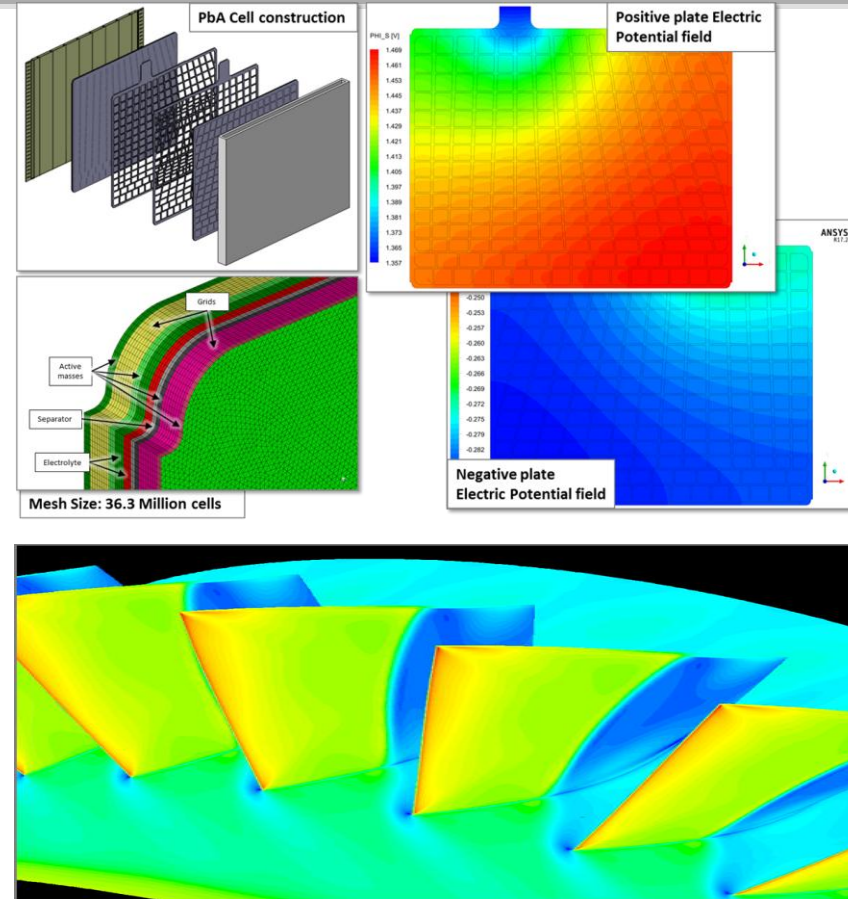 PbA Cell construction
Positive plate Electric
Potential field
PHI_S [V]
1.469
1.461
1.453
1.445
1.437
1.429
1.421
1.413
1.405
1.397
1.389
1.381
1.373
1.365
1.357
ANSYS
R17.2
Grids
Active
masses
Separator
Electrolyte
Mesh Size: 36.3 Million cells
-0.250
-0.253
-0.257
-0.260
-0.263
-0.266
-0.269
-0.272
-0.276
-0.279
-0.282
Negative plate
Electric Potential field